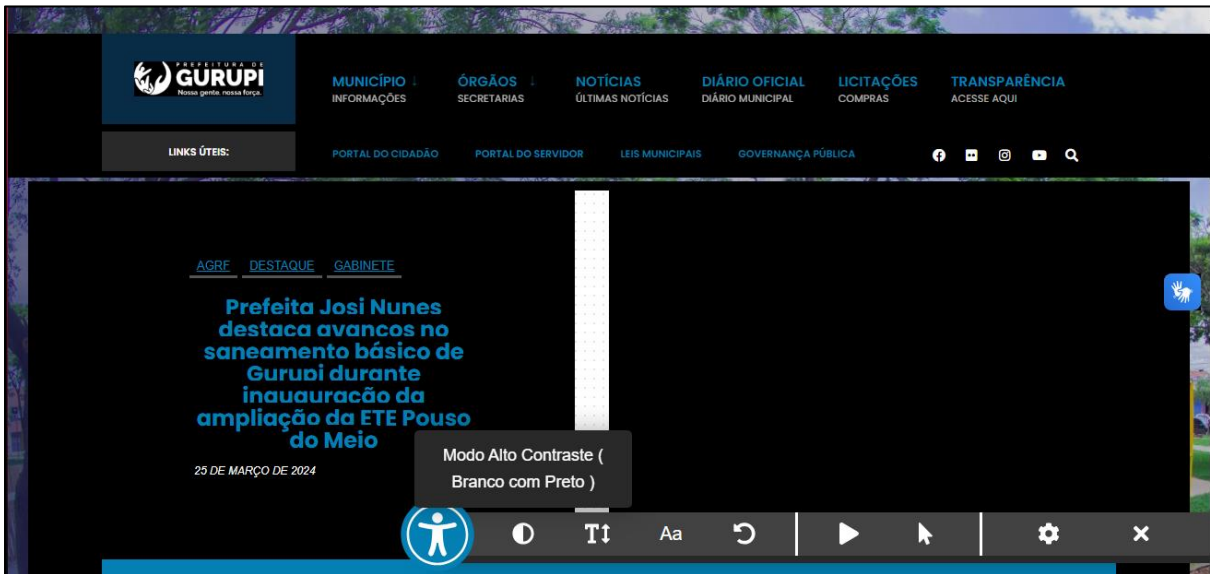 PREFEITURA DE
GURUPI
Nossa gente. nossa força.
MUNICÍPIO ↓
INFORMAÇÕES
ÓRGÃOS ↓
SECRETARIAS
NOTÍCIAS
ÚLTIMAS NOTÍCIAS
DIÁRIO OFICIAL
DIÁRIO MUNICIPAL
LICITAÇÕES
COMPRAS
TRANSPARÊNCIA
ACESSE AQUI
LINKS ÚTEIS:
PORTAL DO CIDADÃO
PORTAL DO SERVIDOR
LEIS MUNICIPAIS
GOVERNANÇA PÚBLICA
AGRF DESTAQUE GABINETE
Prefeita Josi Nunes
destaca avanços no
saneamento básico de
Gurupi durante
inauguração da
ampliação da ETE Pouso
do Meio
25 DE MARÇO DE 2024
Modo Alto Contraste (
Branco com Preto )
T↕ Aa